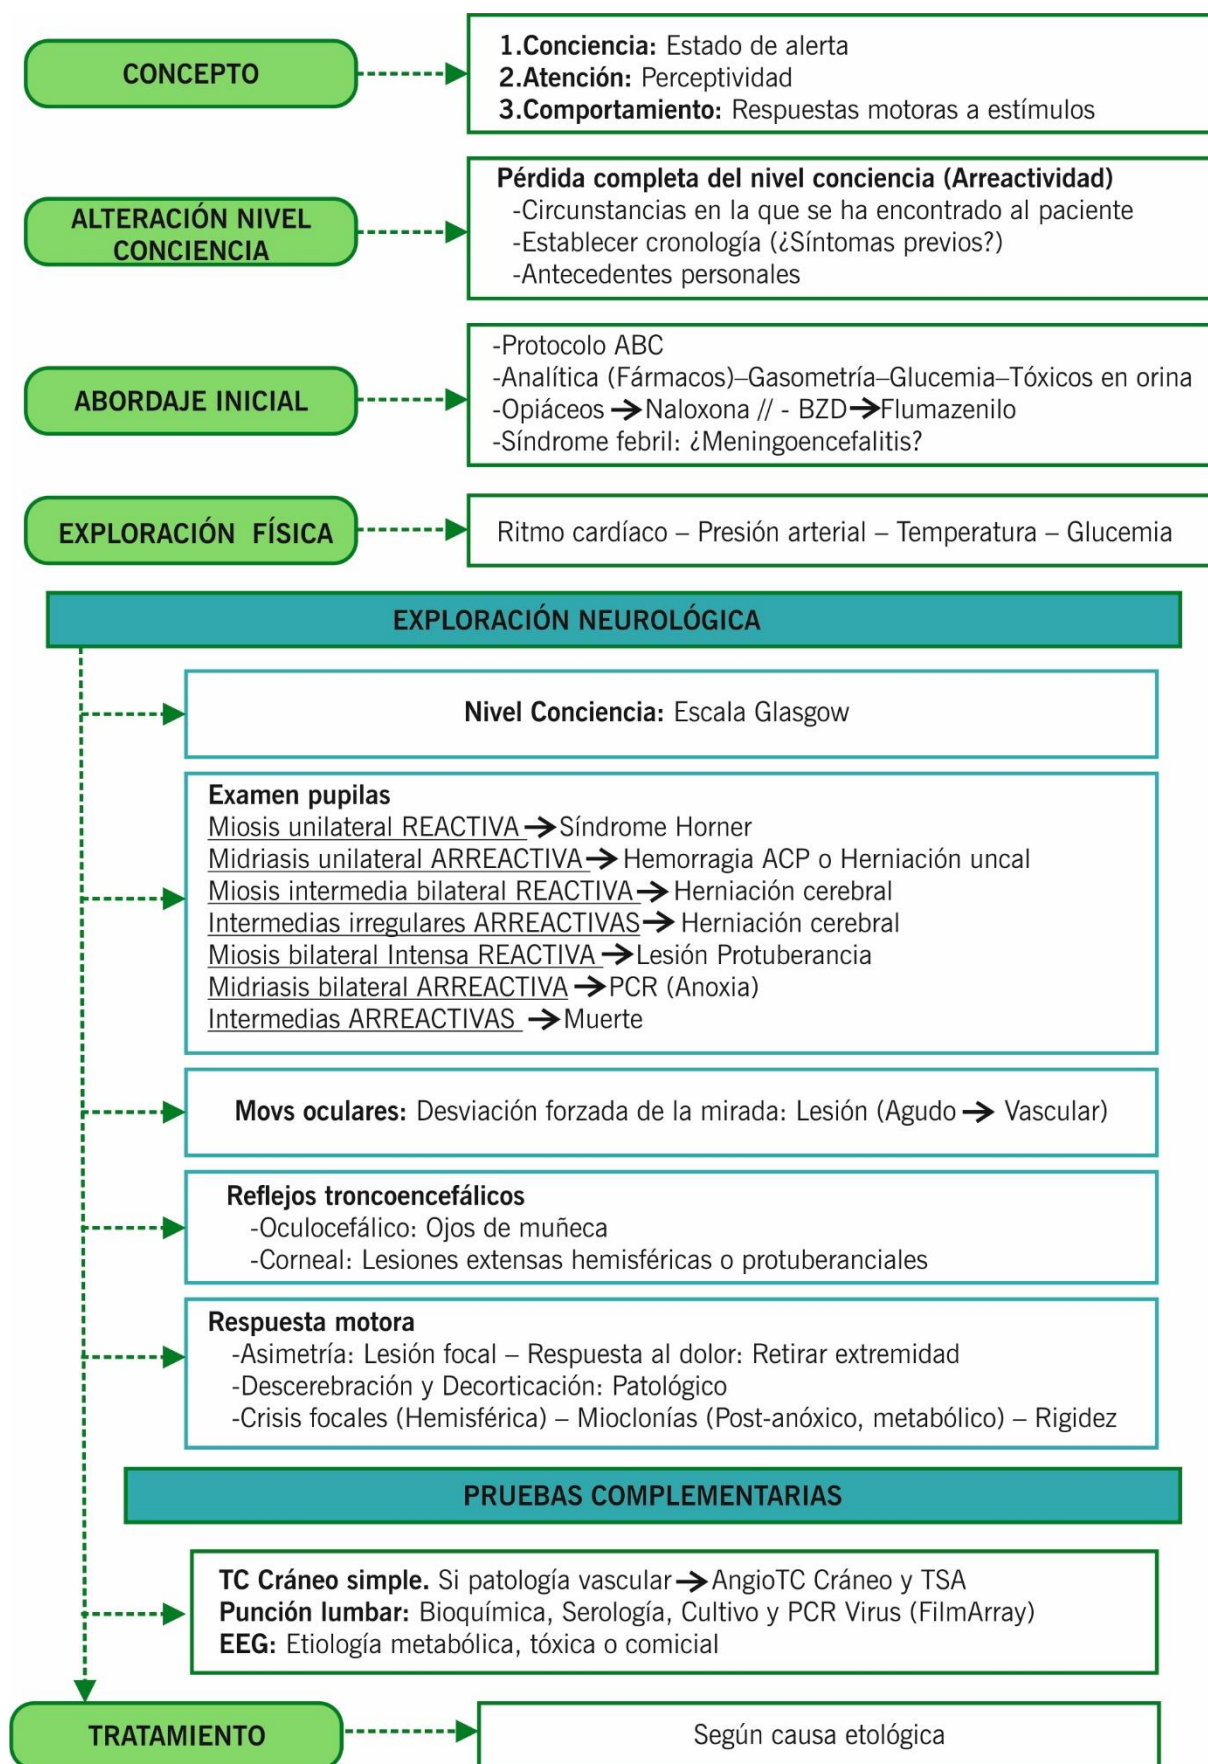 CONCEPTO
1.Conciencia: Estado de alerta
2.Atención: Perceptividad
3.Comportamiento: Respuestas motoras a estímulos
ALTERACIÓN NIVEL
CONCIENCIA
Pérdida completa del nivel conciencia (Arreactividad)
-Circunstancias en la que se ha encontrado al paciente
-Establecer cronología (¿Síntomas previos?)
-Antecedentes personales
ABORDAJE INICIAL
-Protocolo ABC
-Analítica (Fármacos)–Gasometría–Glucemia–Tóxicos en orina
-Opiáceos → Naloxona // - BZD → Flumazenilo
-Síndrome febril: ¿Meningoencefalitis?
EXPLORACIÓN FÍSICA
Ritmo cardíaco – Presión arterial – Temperatura – Glucemia
EXPLORACIÓN NEUROLÓGICA
Nivel Conciencia: Escala Glasgow
Examen pupilas
Miosis unilateral REACTIVA → Síndrome Horner
Midriasis unilateral ARREACTIVA → Hemorragia ACP o Herniación uncal
Miosis intermedia bilateral REACTIVA → Herniación cerebral
Intermedias irregulares ARREACTIVAS → Herniación cerebral
Miosis bilateral Intensa REACTIVA → Lesión Protuberancia
Midriasis bilateral ARREACTIVA → PCR (Anoxia)
Intermedias ARREACTIVAS → Muerte
Movs oculares: Desviación forzada de la mirada: Lesión (Agudo → Vascular)
Reflejos troncoencefálicos
-Oculocefálico: Ojos de muñeca
-Corneal: Lesiones extensas hemisféricas o protuberanciales
Respuesta motora
-Asimetría: Lesión focal – Respuesta al dolor: Retirar extremidad
-Descerebración y Decorticación: Patológico
-Crisis focales (Hemisférica) – Mioclonías (Post-anóxico, metabólico) – Rigidez
PRUEBAS COMPLEMENTARIAS
TC Cráneo simple. Si patología vascular → AngioTC Cráneo y TSA
Punción lumbar: Bioquímica, Serología, Cultivo y PCR Virus (FilmArray)
EEG: Etiología metabólica, tóxica o comicial
TRATAMIENTO
Según causa etológica